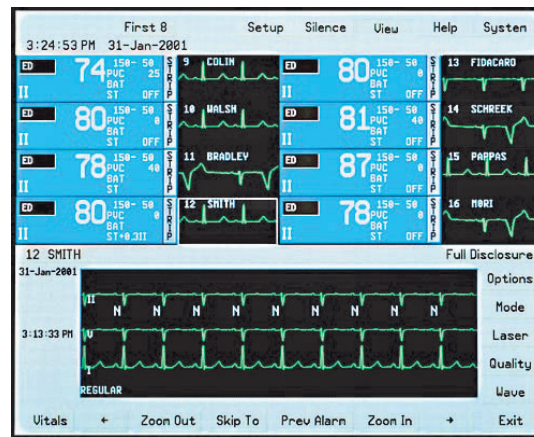 First 8 Setup Silence View Help System
3:24:53 PM 31-Jan-2001
ED 74 150- 50 PVC 25 BAT ST OFF II STRIP 9 COLIN
ED 80 150- 50 PVC 0 BAT ST OFF II STRIP 10 WALSH
ED 78 150- 50 PVC 40 BAT ST II STRIP 11 BRADLEY
ED 80 150- 50 PVC 0 BAT ST+0.3II II STRIP 12 SMITH
ED 80 150- 50 PVC 0 BAT ST OFF II STRIP 13 FIDACARO
ED 81 150- 50 PVC 40 BAT ST OFF II STRIP 14 SCHREEK
ED 87 150- 50 PVC 0 BAT ST OFF II STRIP 15 PAPPAS
ED 78 150- 50 PVC 0 BAT ST OFF II STRIP 16 MORI
12 SMITH Full Disclosure
31-Jan-2001
Options
II
N N N N N N N N N
Mode
3:13:33 PM V
Laser
I
Quality
REGULAR
Wave
Vitals ← Zoom Out Skip To Prev Alarm Zoom In → Exit